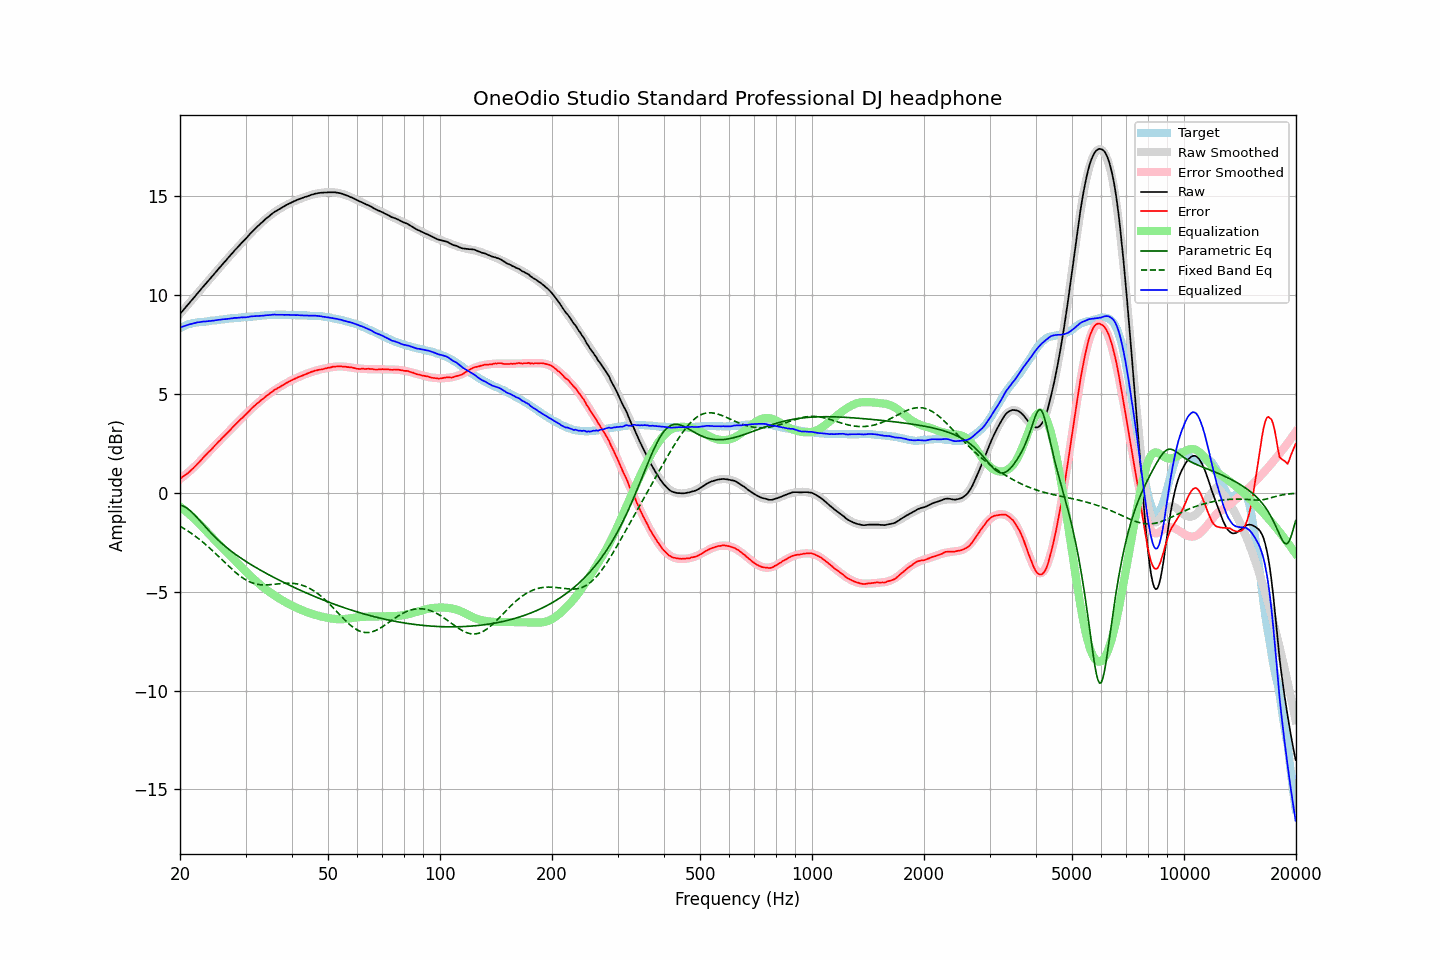 OneOdio Studio Standard Professional DJ headphone
Target
Raw Smoothed
Error Smoothed
Raw
Error
Equalization
Parametric Eq
Fixed Band Eq
Equalized
Amplitude (dBr)
15
10
5
0
−5
−10
−15
20 50 100 200 500 1000 2000 5000 10000 20000
Frequency (Hz)